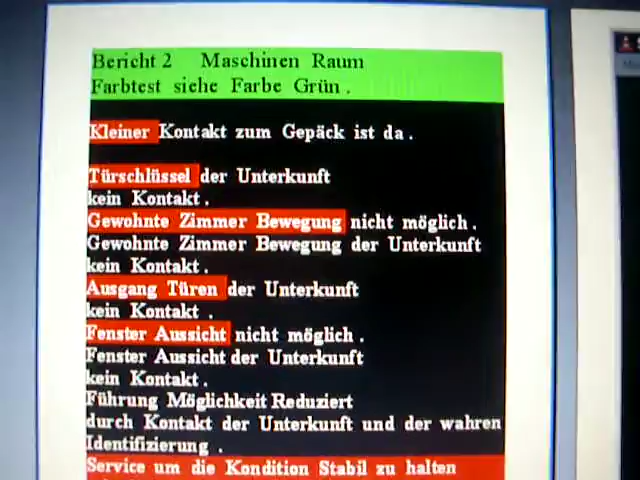 Bericht 2 Maschinen Raum
Farbtest siehe Farbe Grün .
Kleiner Kontakt zum Gepäck ist da .
Türschlüssel der Unterkunft
kein Kontakt .
Gewohnte Zimmer Bewegung nicht möglich .
Gewohnte Zimmer Bewegung der Unterkunft
kein Kontakt .
Ausgang Türen der Unterkunft
kein Kontakt .
Fenster Aussicht nicht möglich .
Fenster Aussicht der Unterkunft
kein Kontakt .
Führung Möglichkeit Reduziert
durch Kontakt der Unterkunft und der wahren
Identifizierung .
Service um die Kondition Stabil zu halten